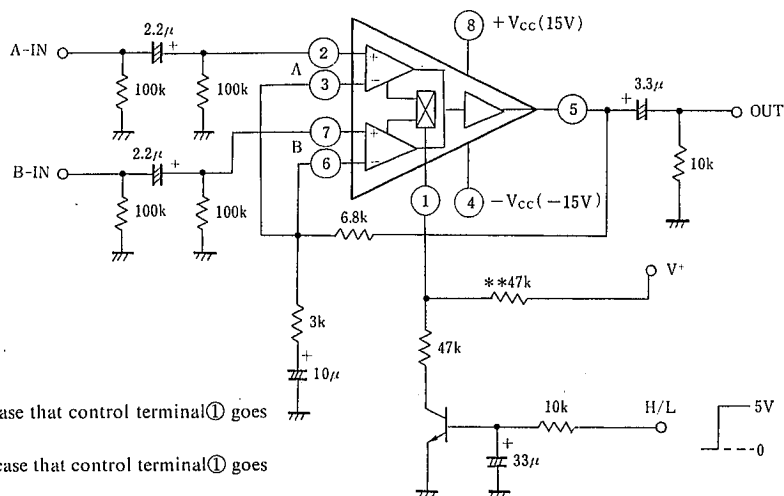 2.2μ
+
8
+Vcc(15V)
A-IN
2
+
3.3μ
A
3
−
+
5
OUT
100k
100k
7
+
B
2.2μ
+
6
−
10k
B-IN
1
4
−Vcc(−15V)
100k
100k
6.8k
V+
**47k
3k
47k
+
10μ
10k
H/L
5V
ase that control terminal① goes
+
0
33μ
case that control terminal① goes